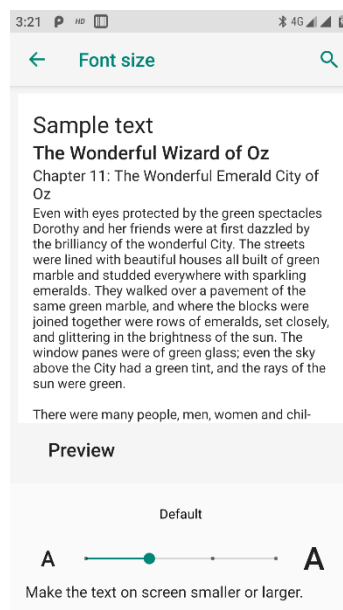 3:21 P HD 4G
Font size
Sample text
The Wonderful Wizard of Oz
Chapter 11: The Wonderful Emerald City of
Oz
Even with eyes protected by the green spectacles
Dorothy and her friends were at first dazzled by
the brilliancy of the wonderful City. The streets
were lined with beautiful houses all built of green
marble and studded everywhere with sparkling
emeralds. They walked over a pavement of the
same green marble, and where the blocks were
joined together were rows of emeralds, set closely,
and glittering in the brightness of the sun. The
window panes were of green glass; even the sky
above the City had a green tint, and the rays of the
sun were green.
There were many people, men, women and chil-
Preview
Default
A A
Make the text on screen smaller or larger.